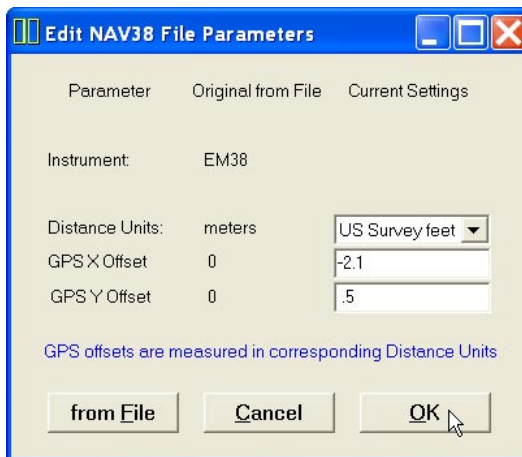 Edit NAV38 File Parameters
Parameter Original from File Current Settings
Instrument: EM38
Distance Units: meters US Survey feet
GPS X Offset 0 -2.1
GPS Y Offset 0 .5
GPS offsets are measured in corresponding Distance Units
from File Cancel OK